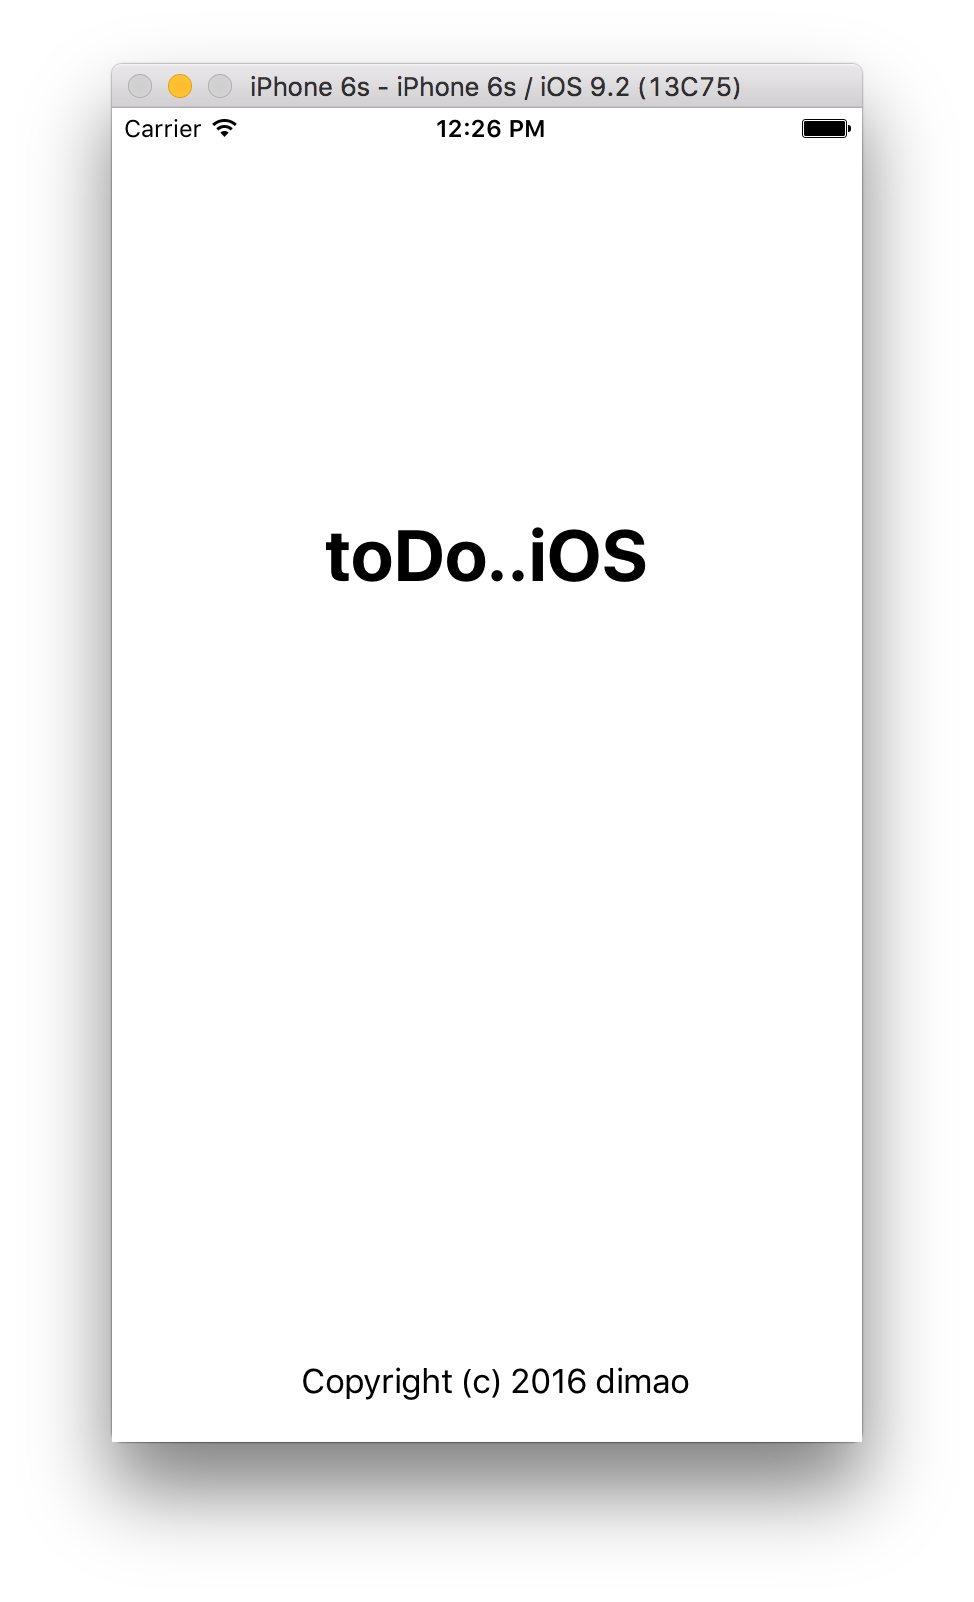 iPhone 6s - iPhone 6s / iOS 9.2 (13C75)
Carrier 12:26 PM
toDo..iOS
Copyright (c) 2016 dimao